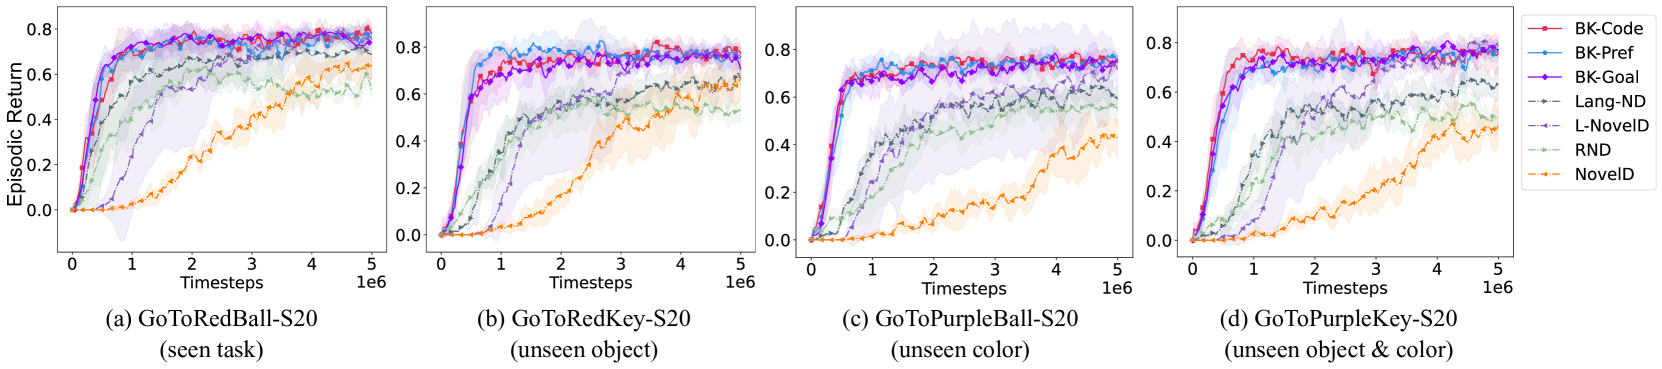 Episodic Return
0.8
0.6
0.4
0.2
0.0
0 1 2 3 4 5
Timesteps 1e6
(a) GoToRedBall-S20
(seen task)
0.8
0.6
0.4
0.2
0.0
0 1 2 3 4 5
Timesteps 1e6
(b) GoToRedKey-S20
(unseen object)
0.8
0.6
0.4
0.2
0.0
0 1 2 3 4 5
Timesteps 1e6
(c) GoToPurpleBall-S20
(unseen color)
0.8
0.6
0.4
0.2
0.0
0 1 2 3 4 5
Timesteps 1e6
(d) GoToPurpleKey-S20
(unseen object & color)
BK-Code
BK-Pref
BK-Goal
Lang-ND
L-NovelD
RND
NovelD